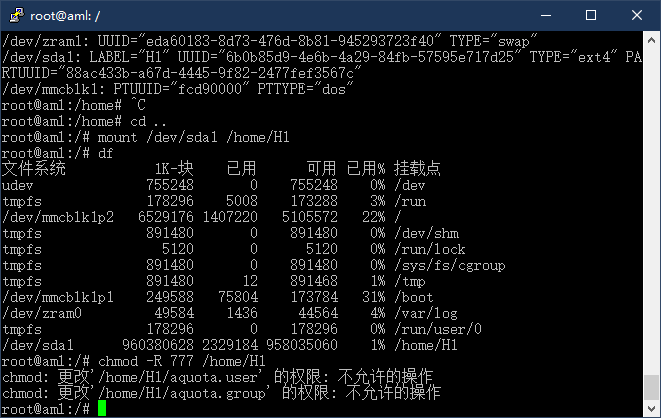 root@aml: /
/dev/zram1: UUID="eda60183-8d73-476d-8b81-945293723f40" TYPE="swap"
/dev/sda1: LABEL="H1" UUID="6b0b85d9-4e6b-4a29-84fb-57595e717d25" TYPE="ext4" PA
RTUUID="88ac433b-a67d-4445-9f82-2477fef3567c"
/dev/mmcblk1: PTUUID="fcd90000" PTTYPE="dos"
root@aml:/home# ^C
root@aml:/home# cd ..
root@aml:/# mount /dev/sda1 /home/H1
root@aml:/# df
文件系统 1K-块 已用 可用 已用% 挂载点
udev 755248 0 755248 0% /dev
tmpfs 178296 5008 173288 3% /run
/dev/mmcblk1p2 6529176 1407220 5105572 22% /
tmpfs 891480 0 891480 0% /dev/shm
tmpfs 5120 0 5120 0% /run/lock
tmpfs 891480 0 891480 0% /sys/fs/cgroup
tmpfs 891480 12 891468 1% /tmp
/dev/mmcblk1p1 249588 75804 173784 31% /boot
/dev/zram0 49584 1436 44564 4% /var/log
tmpfs 178296 0 178296 0% /run/user/0
/dev/sda1 960380628 2329184 958035060 1% /home/H1
root@aml:/# chmod -R 777 /home/H1
chmod: 更改'/home/H1/aquota.user' 的权限: 不允许的操作
chmod: 更改'/home/H1/aquota.group' 的权限: 不允许的操作
root@aml:/#